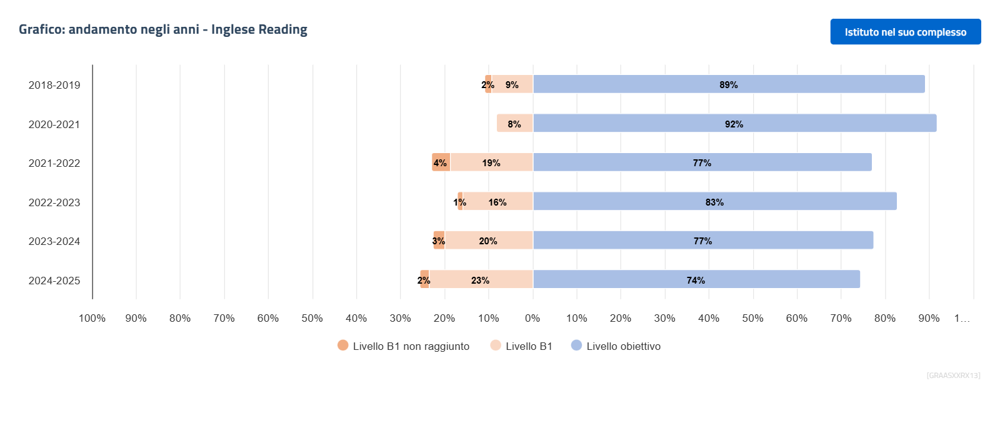 Grafico: andamento negli anni - Inglese Reading
Istituto nel suo complesso
2018-2019 2% 9% 89%
2020-2021 8% 92%
2021-2022 4% 19% 77%
2022-2023 1% 16% 83%
2023-2024 3% 20% 77%
2024-2025 2% 23% 74%
100% 90% 80% 70% 60% 50% 40% 30% 20% 10% 0% 10% 20% 30% 40% 50% 60% 70% 80% 90% 1...
Livello B1 non raggiunto Livello B1 Livello obiettivo
[GRAASXXRX13]